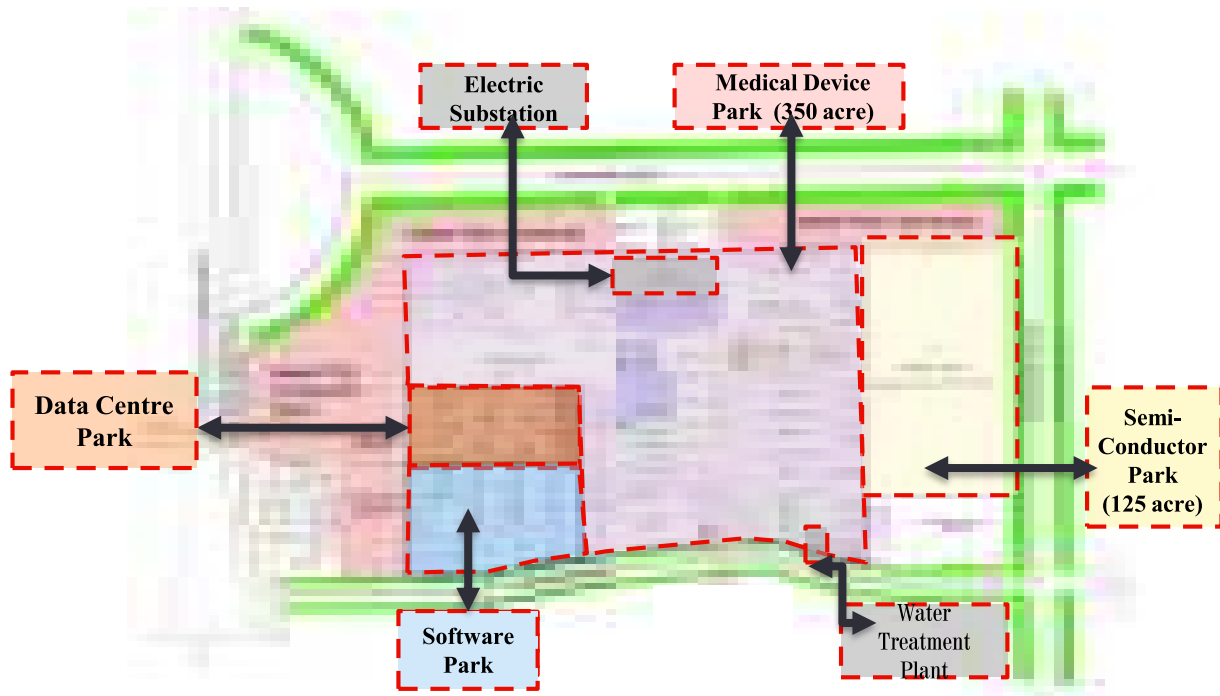 Electric
Substation
Medical Device
Park (350 acre)
Data Centre
Park
Semi-
Conductor
Park
(125 acre)
Software
Park
Water
Treatment
Plant